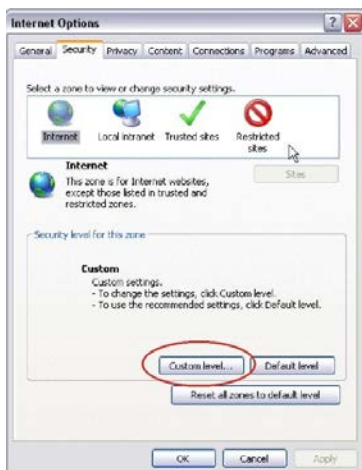 Internet Options
General Security Privacy Content Connections Programs Advanced
Select a zone to view or change security settings.
Internet Local intranet Trusted sites Restricted
sites
Internet
Sites
This zone is for Internet websites,
except those listed in trusted and
restricted zones.
Security level for this zone
Custom
Custom settings.
- To change the settings, click Custom level.
- To use the recommended settings, click Default level.
Custom level... Default level
Reset all zones to default level
OK Cancel Apply